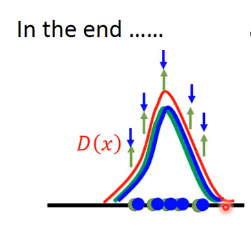 In the end ......
D(x)